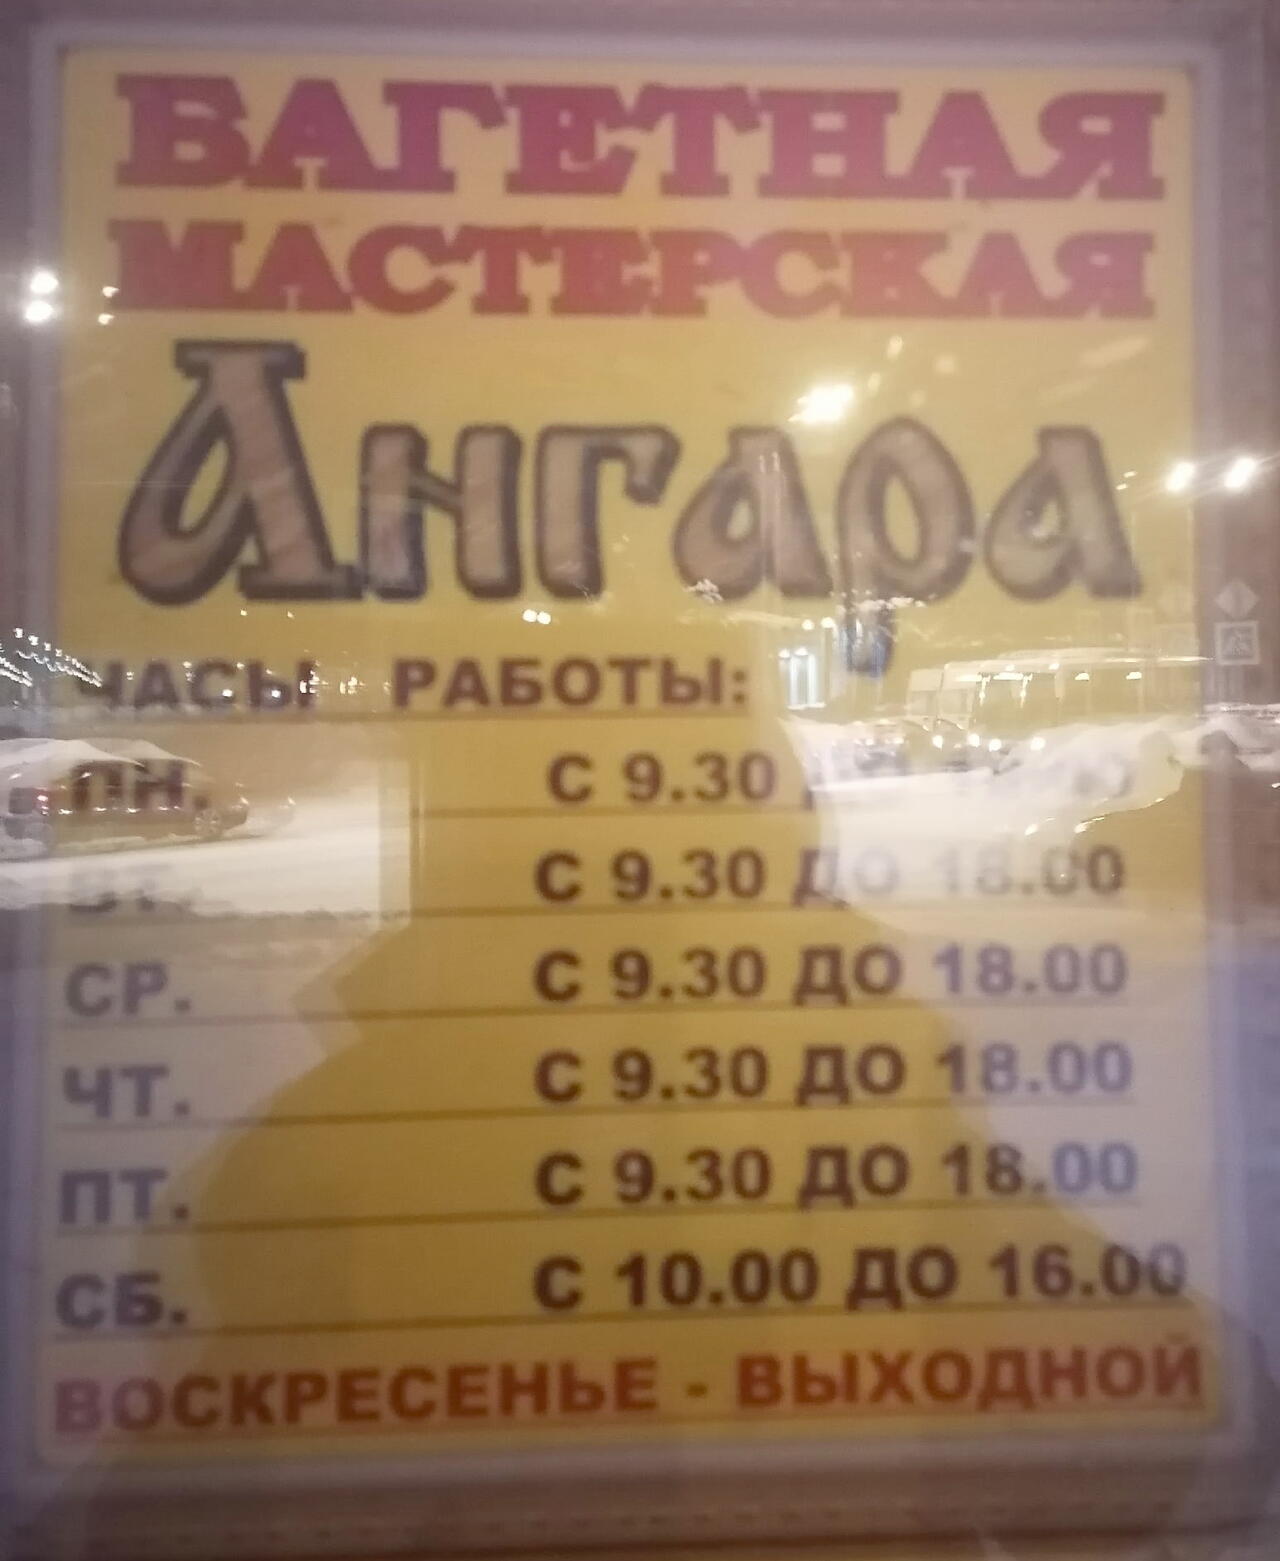 БАГЕТНАЯ
МАСТЕРСКАЯ
Ангара
ЧАСЫ РАБОТЫ:
ПН. С 9.30
ВТ. С 9.30 ДО 18.00
СР. С 9.30 ДО 18.00
ЧТ. С 9.30 ДО 18.00
ПТ. С 9.30 ДО 18.00
СБ. С 10.00 ДО 16.00
ВОСКРЕСЕНЬЕ - ВЫХОДНОЙ